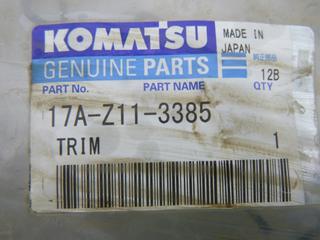 KOMATSU
MADE IN
JAPAN
GENUINE PARTS
純正部品
12B
PART No. PART NAME QTY
17A-Z11-3385
TRIM 1